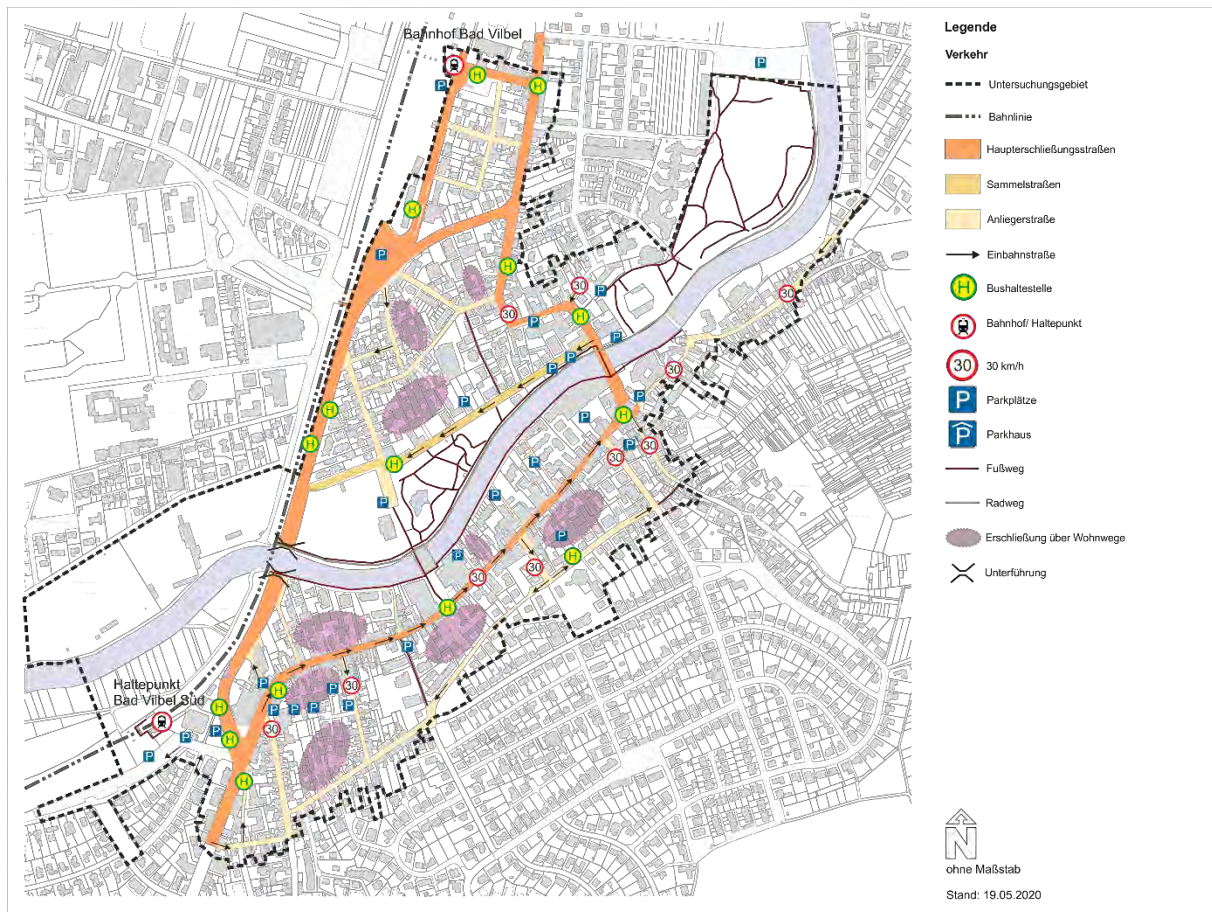 Bahnhof Bad Vilbel
Haltepunkt
Bad Vilbel Süd
Legende
Verkehr
Untersuchungsgebiet
Bahnlinie
Haupterschließungsstraßen
Sammelstraßen
Anliegerstraße
Einbahnstraße
H
Bushaltestelle
Bahnhof/ Haltepunkt
30
30 km/h
P
Parkplätze
P
Parkhaus
Fußweg
Radweg
Erschließung über Wohnwege
Unterführung
N
ohne Maßstab
Stand: 19.05.2020